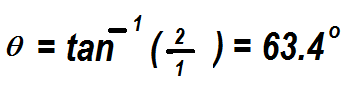 θ = tan⁻¹ (2/1) = 63.4°